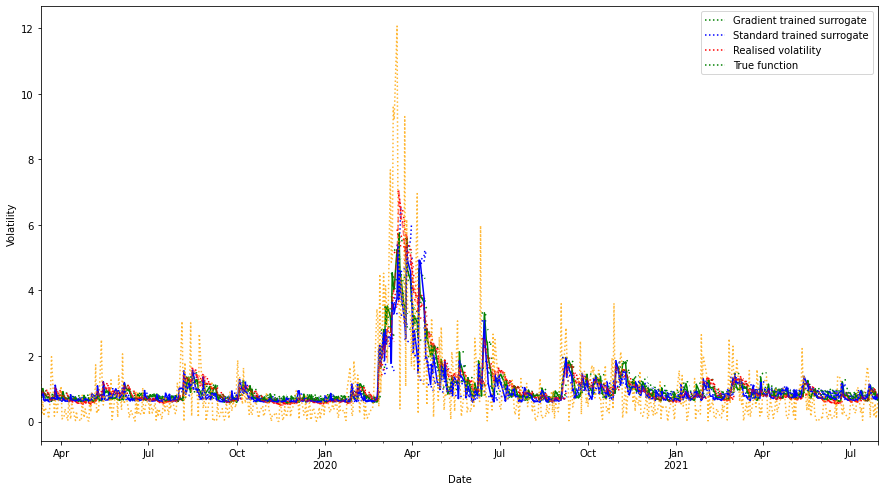 Gradient trained surrogate
Standard trained surrogate
Realised volatility
True function
12
10
8
6
4
2
0
Volatility
Apr
Jul
Oct
Jan
2020
Apr
Jul
Oct
Jan
2021
Apr
Jul
Date